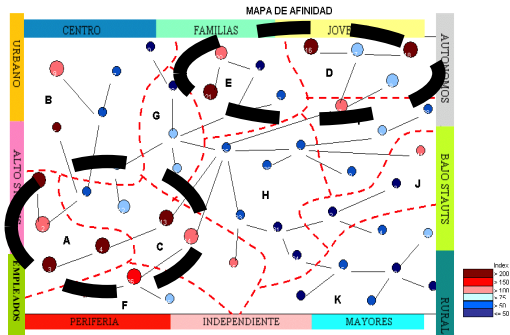 MAPA DE AFINIDAD
CENTRO
FAMILIAS
JOVE
URBANO
AUTONOMOS
B
E
D
G
ALTO S
BAJO STAUTS
J
H
A
C
EMPLEADOS
F
K
RURAL
PERIFERIA
INDEPENDIENTE
MAYORES
Index
> 200
> 150
> 100
> 75
> 50
<= 50